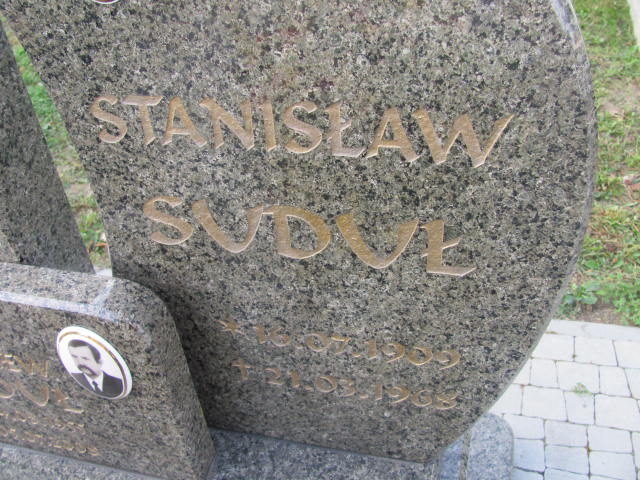 STANISŁAW
SUDUŁ
* 16.07.1909
† 21.03.1968